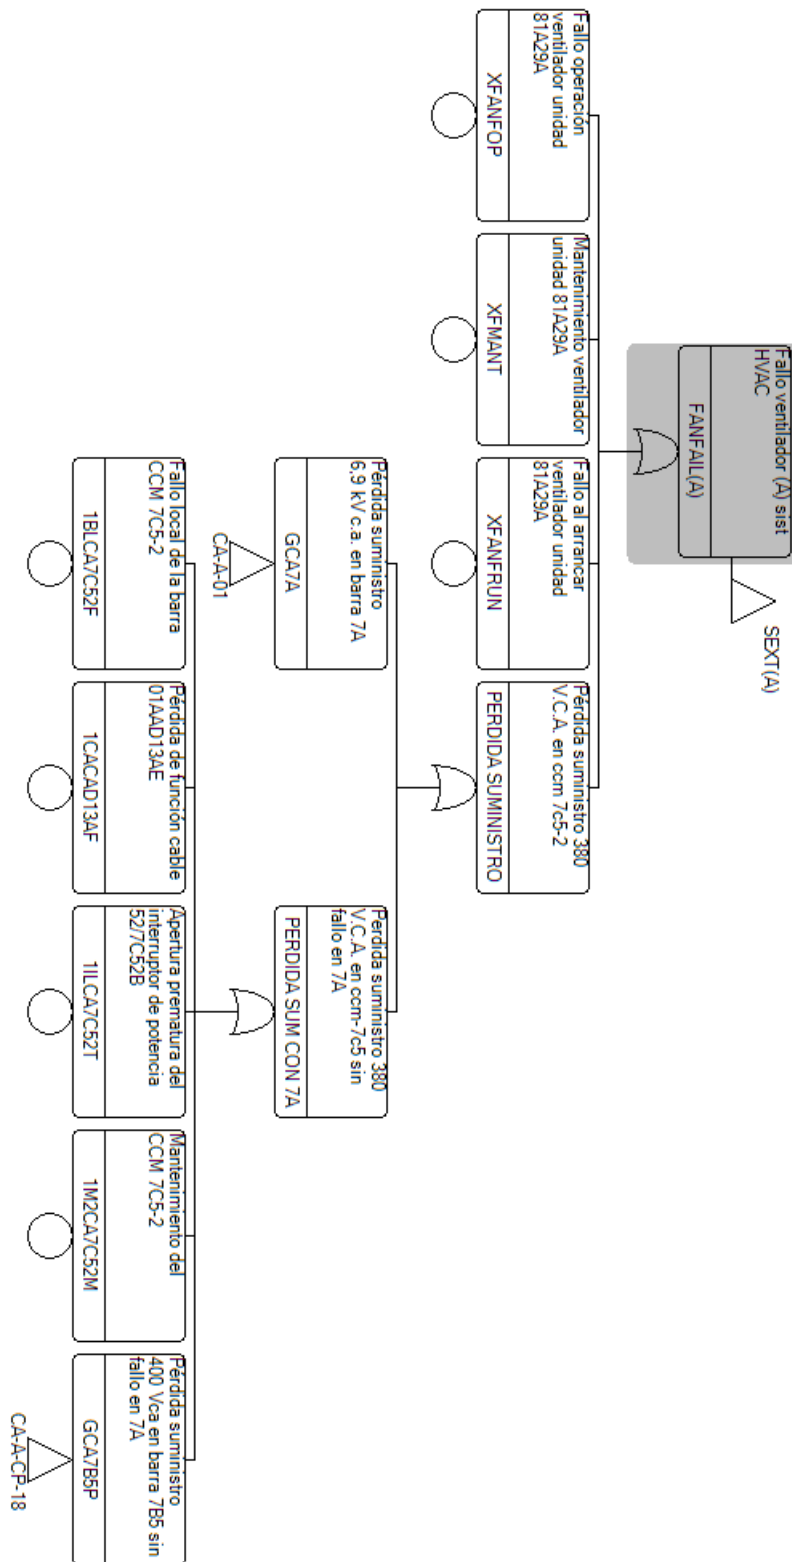 Fallo ventilador (A) sist
HVAC
FANFAIL(A)
SEXT(A)
Fallo operación
ventilador unidad
81A29A
XFANFOP
Mantenimiento ventilador
unidad 81A29A
XFMANT
Fallo al arrancar
ventilador unidad
81A29A
XFANFRUN
Pérdida suministro 380
V.C.A. en ccm 7c5-2
PERDIDA SUMINISTRO
Pérdida suministro
6,9 kV c.a. en barra 7A
GCA7A
CA-A-01
Perdida suministro 380
V.C.A. en ccm-7c5 sin
fallo en 7A
PERDIDA SUM CON 7A
Fallo local de la barra
CCM 7C5-2
1BLCA7C52F
Pérdida de función cable
01AAD13AE
1CACAD13AF
Apertura prematura del
interruptor de potencia
52/7C52B
1ILCA7C52T
Mantenimiento del
CCM 7C5-2
1M2CA7C52M
Pérdida suministro
400 Vca en barra 7B5 sin
fallo en 7A
GCA7B5P
CA-A-CP-18